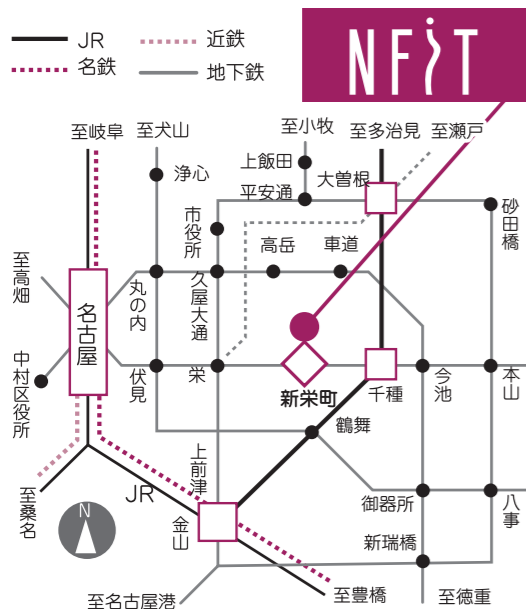 JR
近鉄
名鉄
地下鉄
NFiT
至岐阜
至犬山
至小牧
至多治見
至瀬戸
上飯田
浄心
大曽根
平安通
砂田橋
市役所
高岳
車道
至高畑
丸の内
久屋大通
名古屋
中村区役所
伏見
栄
新栄町
千種
今池
本山
鶴舞
上前津
JR
御器所
八事
至桑名
N
金山
新瑞橋
至名古屋港
至豊橋
至徳重